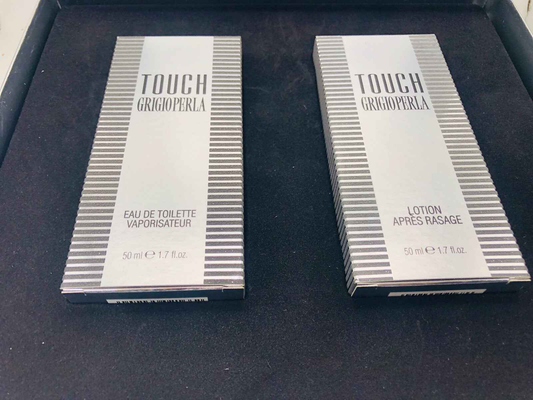 TOUCH
GRIGIOPERLA
EAU DE TOILETTE
VAPORISATEUR
50 ml ℮ 1.7 fl.oz.
TOUCH
GRIGIOPERLA
LOTION
APRÈS RASAGE
50 ml ℮ 1.7 fl.oz.